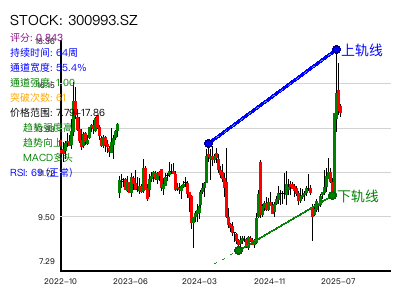 STOCK: 300993.SZ
评分: 0.843
持续时间: 64周
通道宽度: 55.4%
通道强度: 1.00
突破次数: 61
价格范围: 7.79-17.86
趋势强度高
趋势向上
MACD多头
RSI: 69 (正常)
上轨线
下轨线
9.50
7.29
2022-10
2023-06
2024-03
2024-11
2025-07